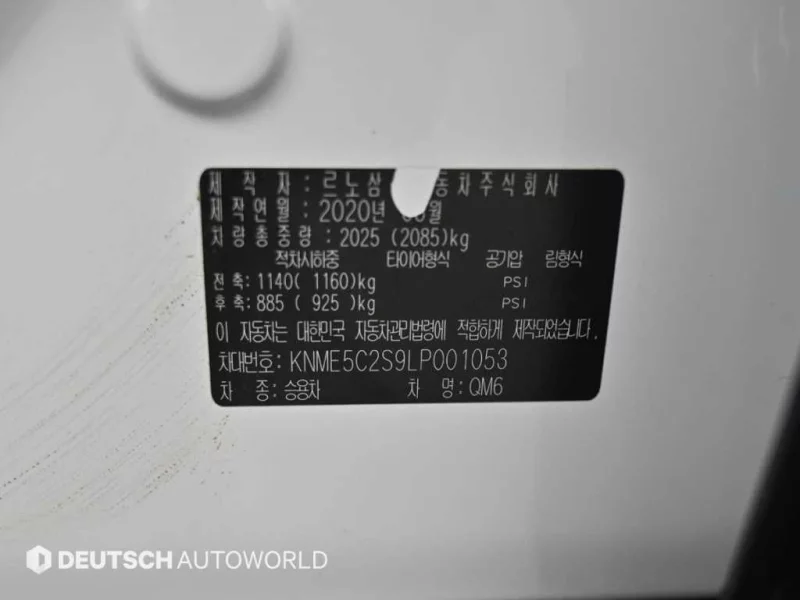 제 작 자 : 르노삼 동차주식회사
제작연월 : 2020년 월
차량총중량 : 2025 (2085)kg
적차시하중 타이어형식 공기압 림형식
전 축: 1140( 1160)kg PSI
후 축: 885 ( 925)kg PSI
이 자동차는 대한민국 자동차관리법령에 적합하게 제작되었습니다.
차대번호: KNME5C2S9LP001053
차 종: 승용차 차 명: QM6
DEUTSCH AUTOWORLD